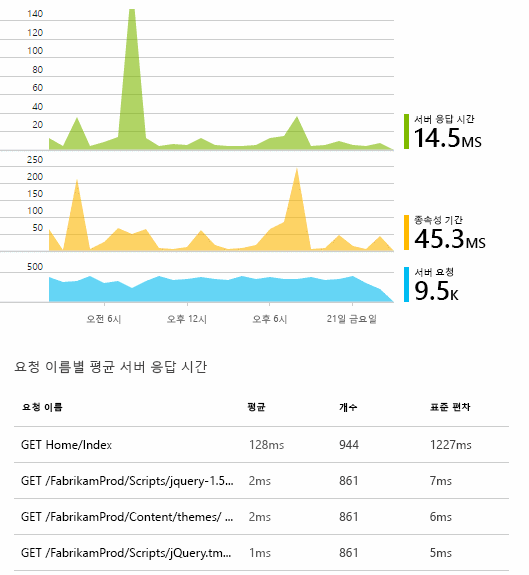 140
120
100
80
60
40
20
서버 응답 시간
14.5MS
250
200
150
100
50
종속성 기간
45.3MS
500
서버 요청
9.5K
오전 6시 오후 12시 오후 6시 21일 금요일
요청 이름별 평균 서버 응답 시간
요청 이름 평균 개수 표준 편차
GET Home/Index 128ms 944 1227ms
GET /FabrikamProd/Scripts/jquery-1.5... 2ms 861 7ms
GET /FabrikamProd/Content/themes/ ... 2ms 861 6ms
GET /FabrikamProd/Scripts/jQuery.tm... 1ms 861 5ms